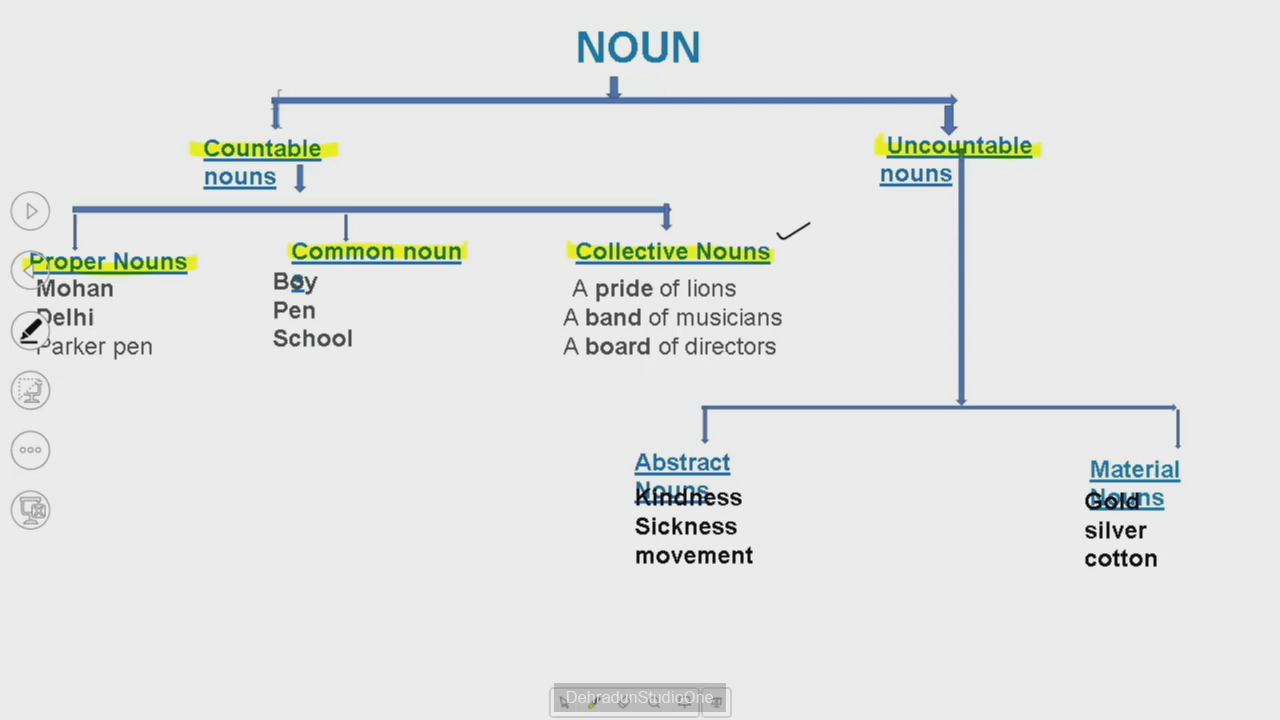 NOUN
Countable
nouns
Uncountable
nouns
Proper Nouns
Mohan
Delhi
Parker pen
Common noun
s
Boy
Pen
School
Collective Nouns
A pride of lions
A band of musicians
A board of directors
Abstract
Nouns
Kindness
Sickness
movement
Material
Nouns
Gold
silver
cotton
DehradunStudioOne